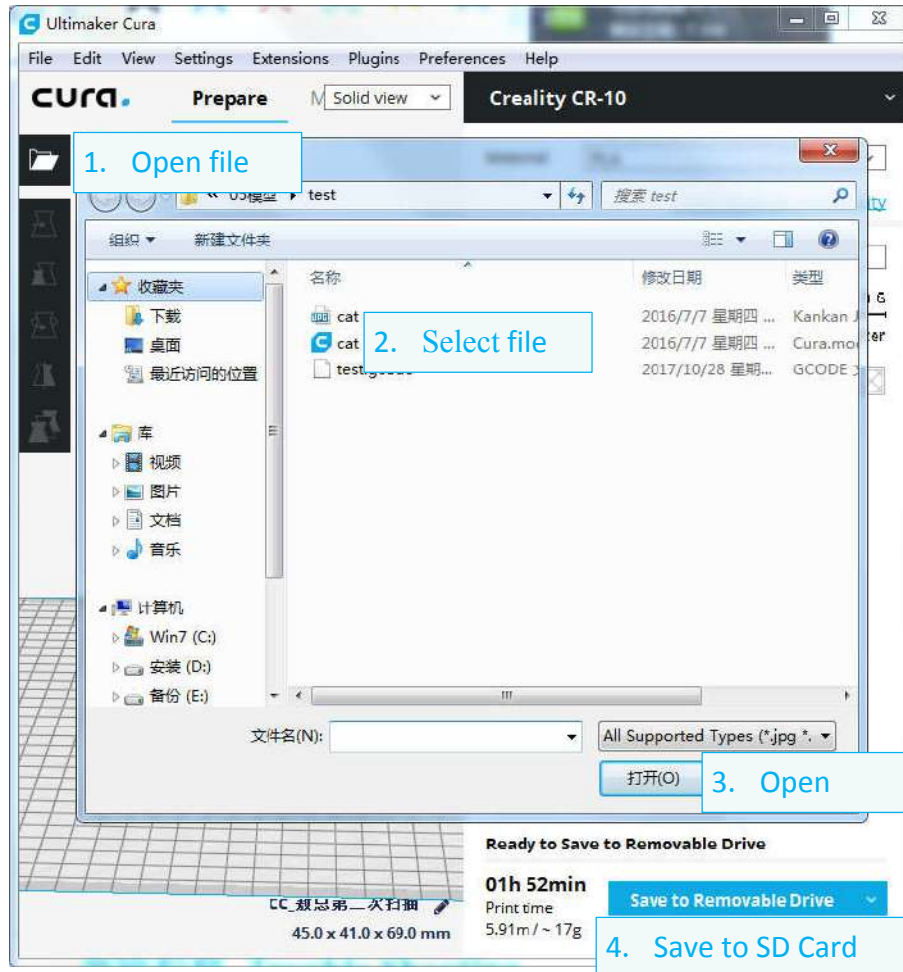 Ultimaker Cura
File Edit View Settings Extensions Plugins Preferences Help
cura. Prepare M Solid view Creality CR-10
1. Open file
« 05模型 ▸ test 搜索 test
组织 新建文件夹
收藏夹 名称 修改日期 类型
下载 cat 2016/7/7 星期四 ... Kankan J
桌面 cat 2016/7/7 星期四 ... Cura.mo
2. Select file
最近访问的位置 test.gcode 2017/10/28 星期... GCODE
库
视频
图片
文档
音乐
计算机
Win7 (C:)
安装 (D:)
备份 (E:)
文件名(N): All Supported Types (*.jpg *.
打开(O) 3. Open
Ready to Save to Removable Drive
01h 52min
Print time
5.91m / ~ 17g
Save to Removable Drive
45.0 x 41.0 x 69.0 mm
4. Save to SD Card